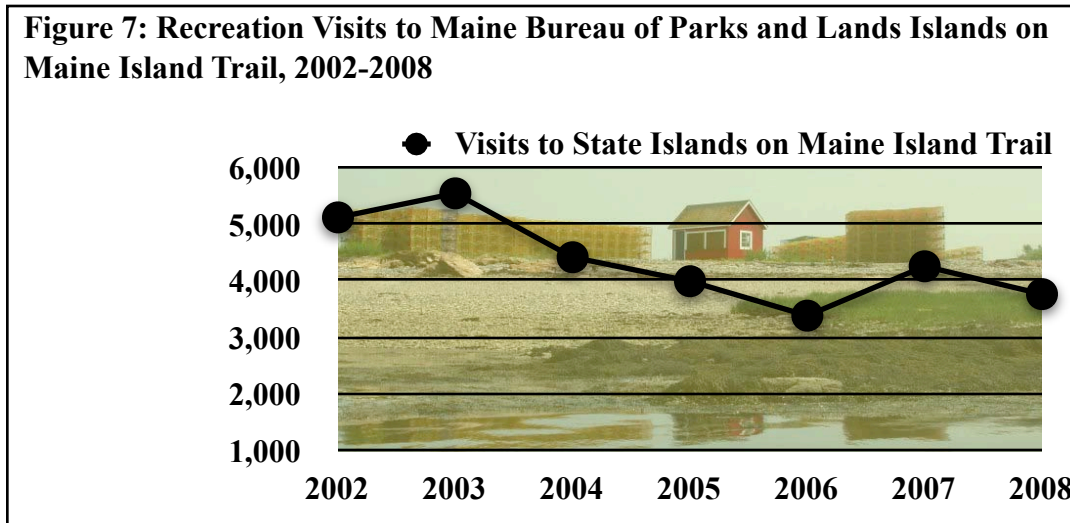 Figure 7: Recreation Visits to Maine Bureau of Parks and Lands Islands on
Maine Island Trail, 2002-2008
Visits to State Islands on Maine Island Trail
6,000
5,000
4,000
3,000
2,000
1,000
2002 2003 2004 2005 2006 2007 2008